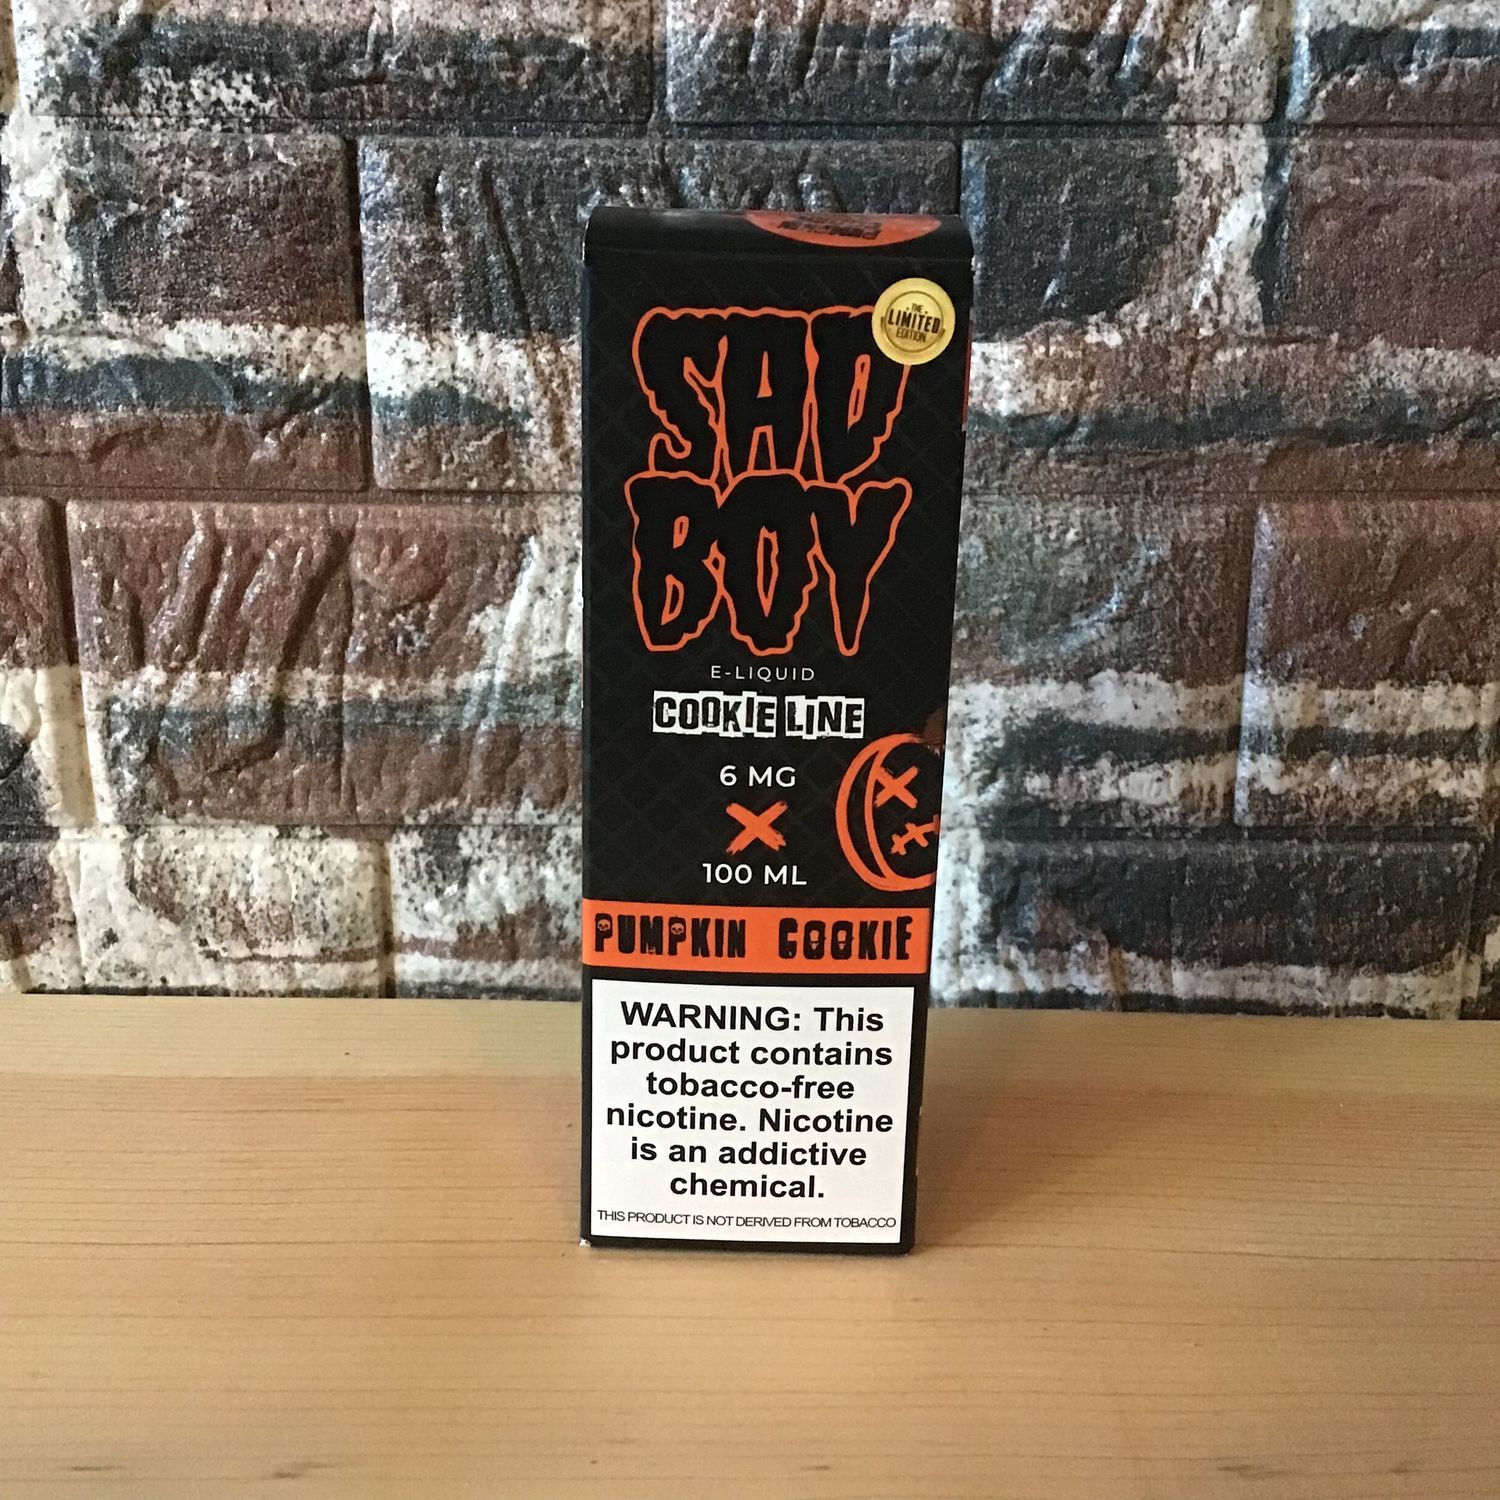 THE
LIMITED
EDITION
SAD
BOY
E-LIQUID
COOKIE LINE
6 MG
100 ML
PUMPKIN COOKIE
WARNING: This
product contains
tobacco-free
nicotine. Nicotine
is an addictive
chemical.
THIS PRODUCT IS NOT DERIVED FROM TOBACCO